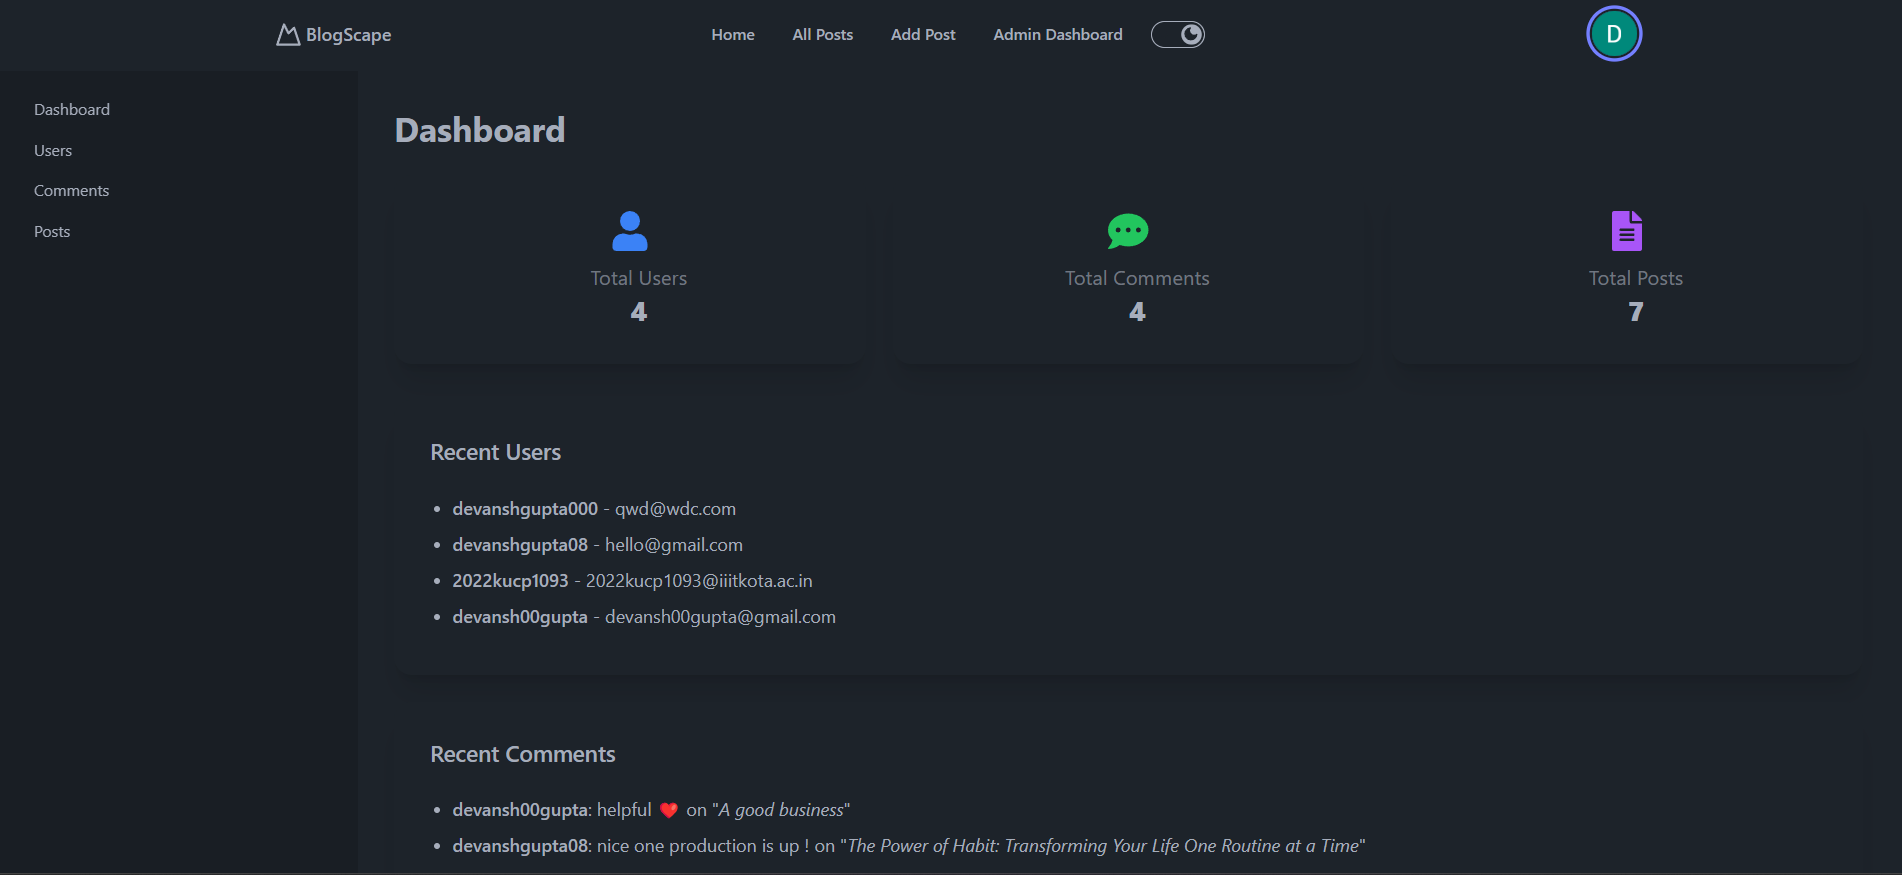 BlogScape
Home
All Posts
Add Post
Admin Dashboard
D
Dashboard
Users
Comments
Posts
Dashboard
Total Users
4
Total Comments
4
Total Posts
7
Recent Users
• devanshgupta000 - qwd@wdc.com
• devanshgupta08 - hello@gmail.com
• 2022kucp1093 - 2022kucp1093@iiitkota.ac.in
• devansh00gupta - devansh00gupta@gmail.com
Recent Comments
• devansh00gupta: helpful ❤️ on "A good business"
• devanshgupta08: nice one production is up ! on "The Power of Habit: Transforming Your Life One Routine at a Time"